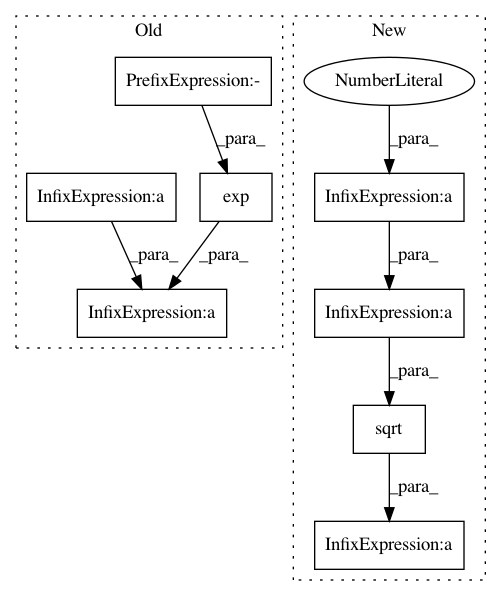 Old
New
PrefixExpression:-
NumberLiteral
_para_
_para_
InfixExpression:a
exp
InfixExpression:a
_para_
_para_
_para_
InfixExpression:a
InfixExpression:a
_para_
sqrt
_para_
InfixExpression:a